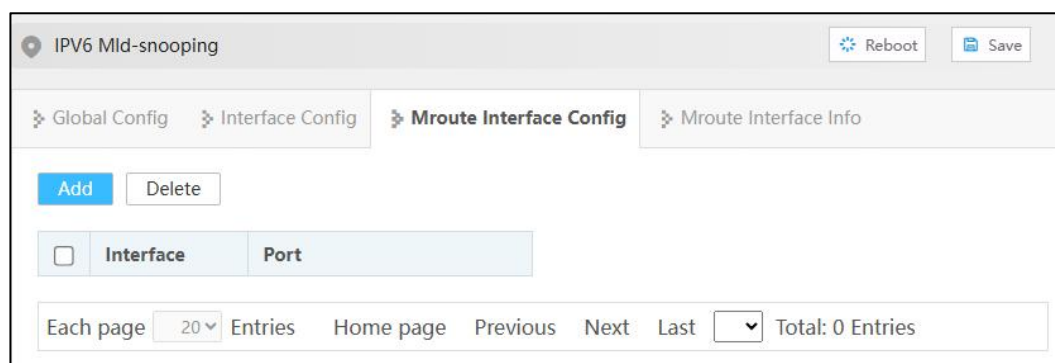 IPV6 Mld-snooping Reboot Save
Global Config Interface Config Mroute Interface Config Mroute Interface Info
Add Delete
Interface Port
Each page 20 Entries Home page Previous Next Last Total: 0 Entries